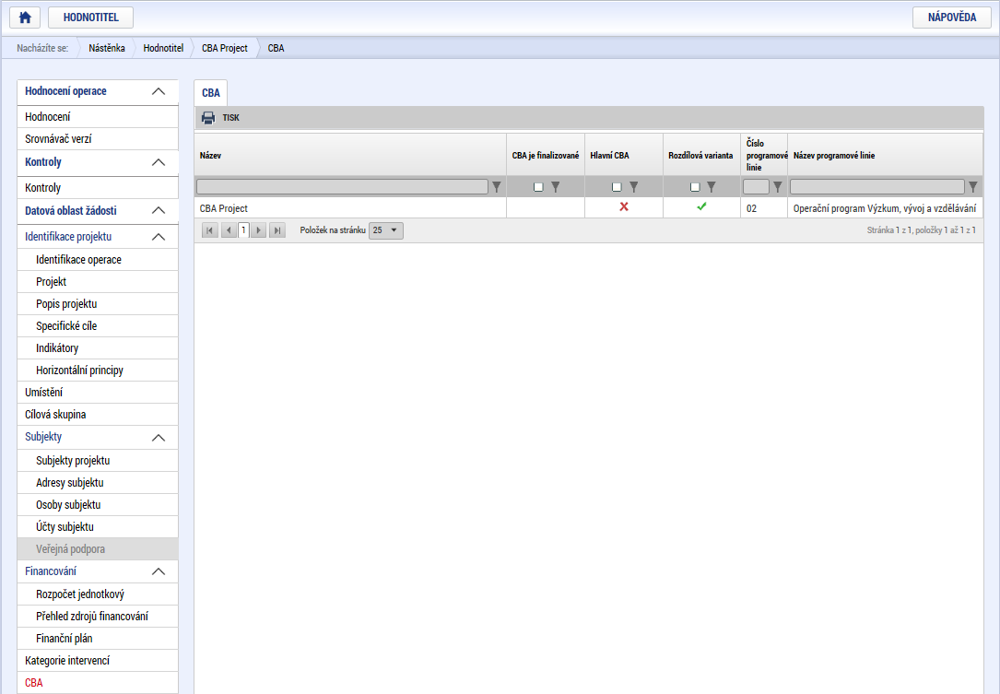 HODNOTITEL
NÁPOVĚDA
Nacházíte se: Nástěnka Hodnotitel CBA Project CBA
Hodnocení operace
Hodnocení
Srovnávač verzí
Kontroly
Kontroly
Datová oblast žádosti
Identifikace projektu
Identifikace operace
Projekt
Popis projektu
Specifické cíle
Indikátory
Horizontální principy
Umístění
Cílová skupina
Subjekty
Subjekty projektu
Adresy subjektu
Osoby subjektu
Účty subjektu
Veřejná podpora
Financování
Rozpočet jednotkový
Přehled zdrojů financování
Finanční plán
Kategorie intervencí
CBA
CBA
TISK
Název
CBA je finalizované
Hlavní CBA
Rozdílová varianta
Číslo
programové
linie
Název programové linie
CBA Project 02 Operační program Výzkum, vývoj a vzdělávání
1 Položek na stránku 25 Stránka 1 z 1, položky 1 až 1 z 1